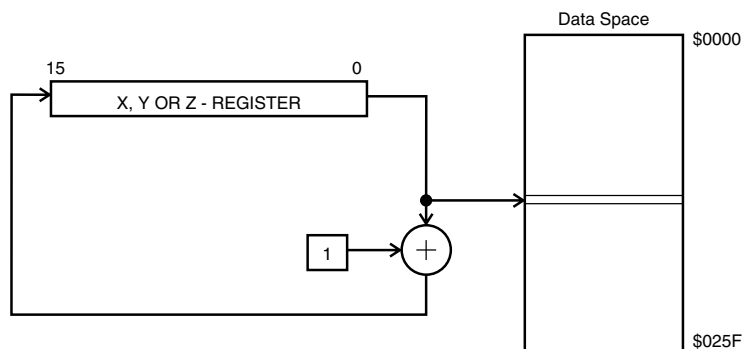 Data Space
$0000
15 0
X, Y OR Z - REGISTER
1
+
$025F